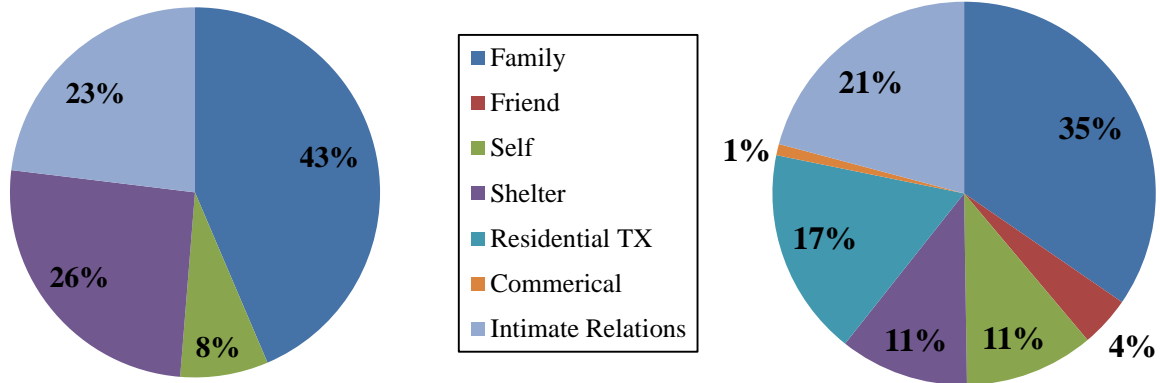 23%
43%
26%
8%
Family
Friend
Self
Shelter
Residential TX
Commerical
Intimate Relations
21%
35%
1%
17%
11%
11%
4%